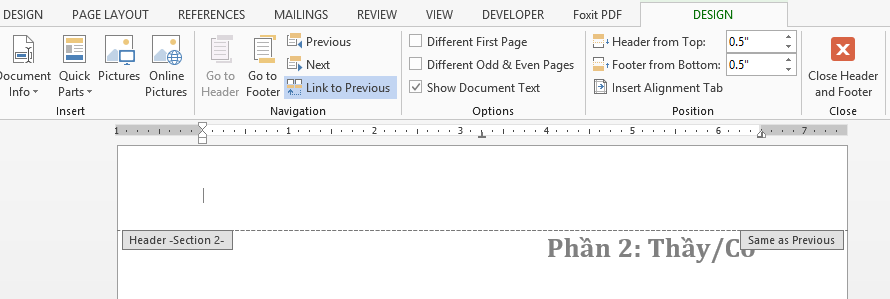 DESIGN PAGE LAYOUT REFERENCES MAILINGS REVIEW VIEW DEVELOPER Foxit PDF DESIGN
Document Info
Quick Parts
Pictures
Online Pictures
Insert
Go to Header
Go to Footer
Previous
Next
Link to Previous
Navigation
Different First Page
Different Odd & Even Pages
Show Document Text
Options
Header from Top: 0.5"
Footer from Bottom: 0.5"
Insert Alignment Tab
Position
Close Header and Footer
Close
1 1 2 3 4 5 6 7
Header -Section 2-
Same as Previous
Phần 2: Thầy/Cô